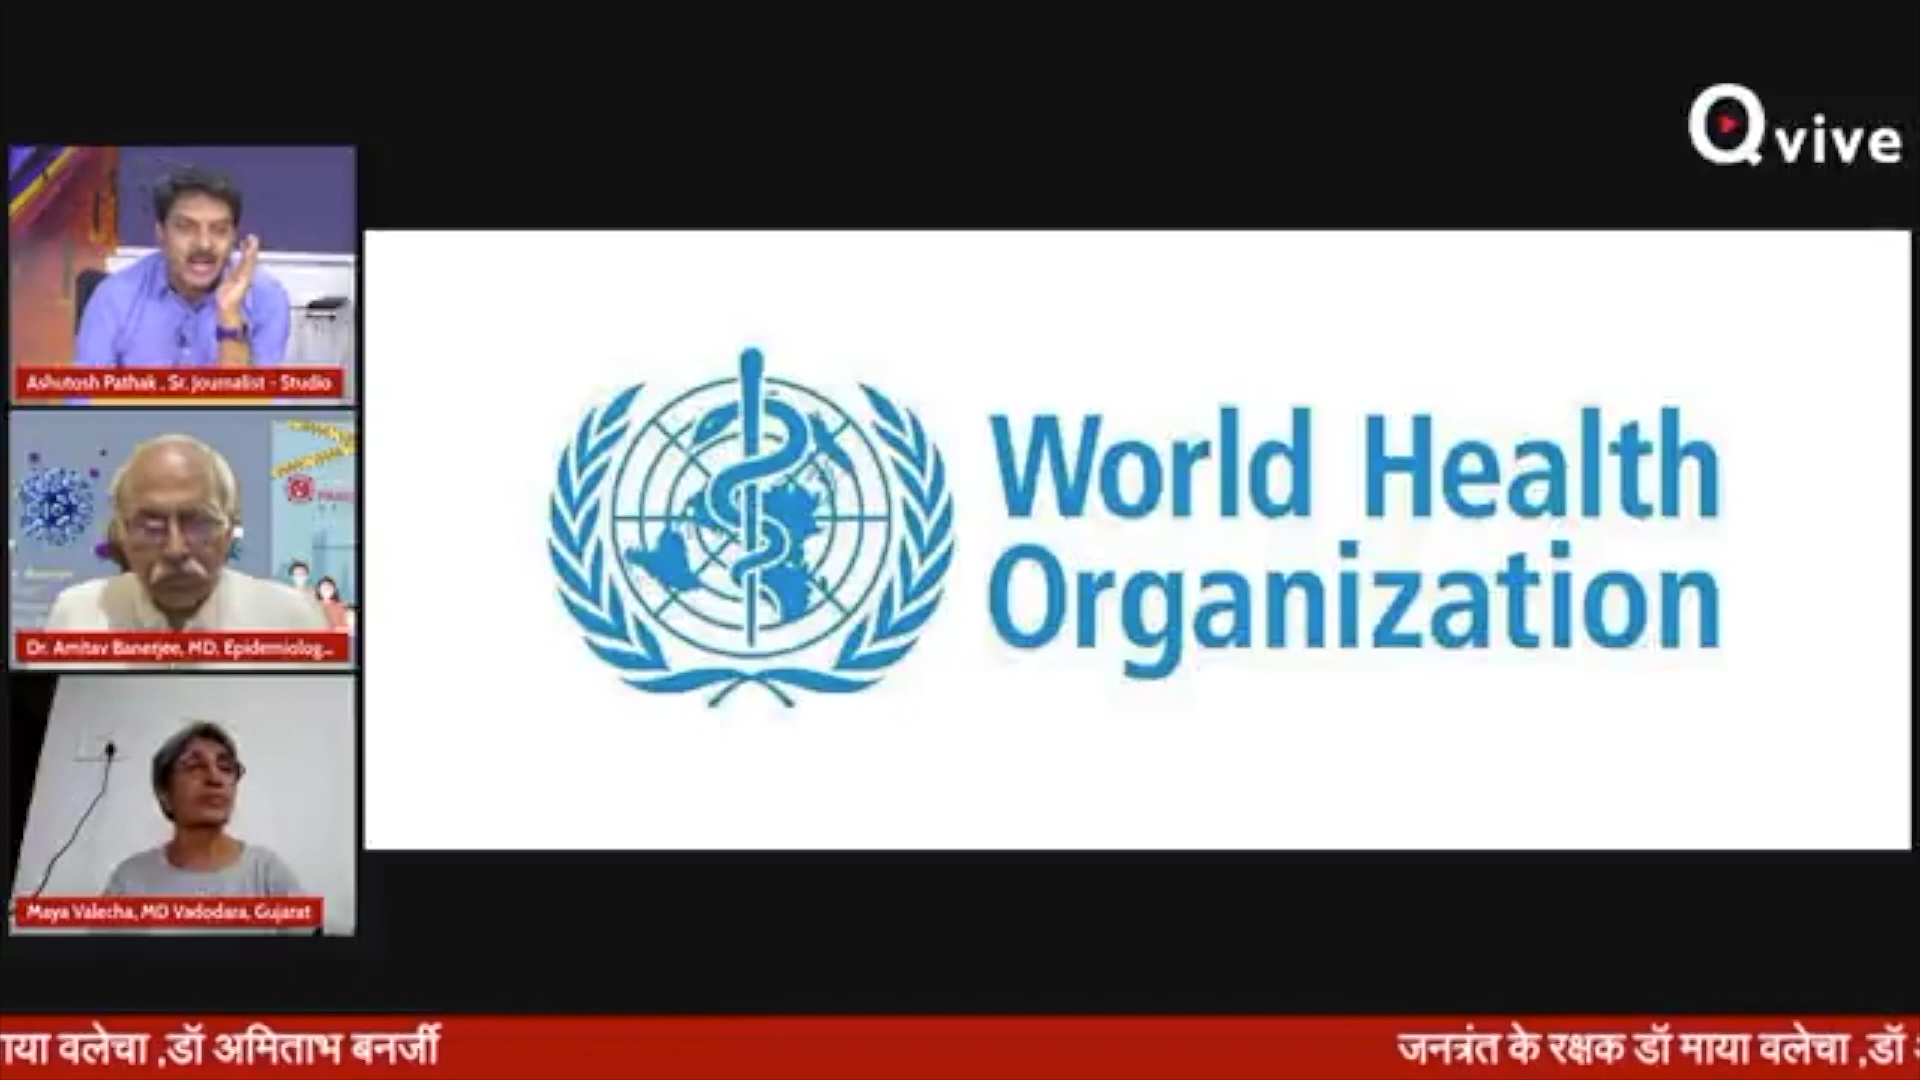 Qvive
Ashutosh Pathak , Sr. Journalist - Studio
World Health
Organization
Dr. Amitav Banerjee, MD, Epidemiolog...
Maya Valecha, MD Vadodara, Gujarat
माया वलेचा ,डॉ अमिताभ बनर्जी
जनत्रंत के रक्षक डॉ माया वलेचा ,डॉ